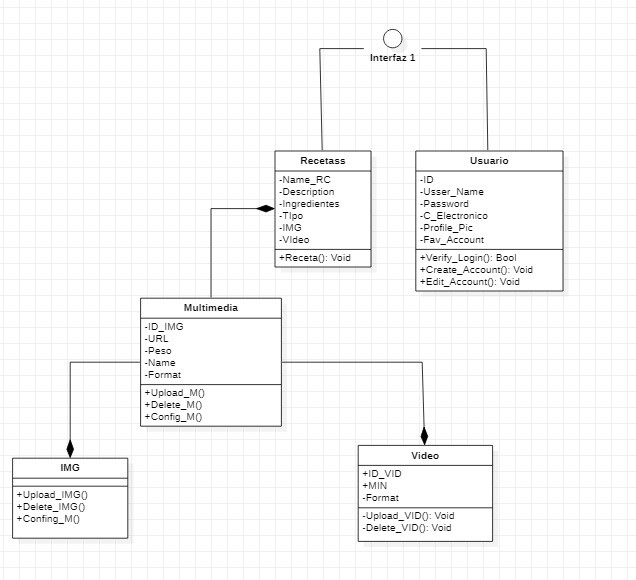 Interfaz 1
Recetass
-Name_RC
-Description
-Ingredientes
-TIpo
-IMG
-VIdeo
+Receta(): Void
Usuario
-ID
-Usser_Name
-Password
-C_Electronico
-Profile_Pic
-Fav_Account
+Verify_Login(): Bool
+Create_Account(): Void
+Edit_Account(): Void
Multimedia
-ID_IMG
-URL
-Peso
-Name
-Format
+Upload_M()
+Delete_M()
+Config_M()
IMG
+Upload_IMG()
+Delete_IMG()
+Confing_M()
Video
+ID_VID
+MIN
-Format
-Upload_VID(): Void
-Delete_VID(): Void